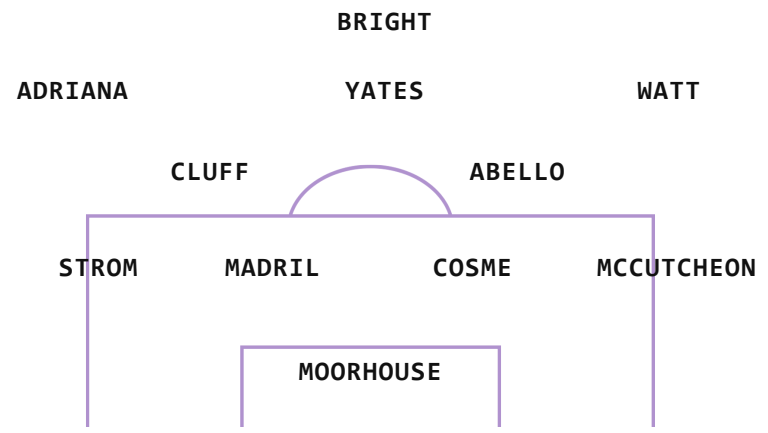 BRIGHT
ADRIANA YATES WATT
CLUFF ABELLO
STROM MADRIL COSME MCCUTCHEON
MOORHOUSE